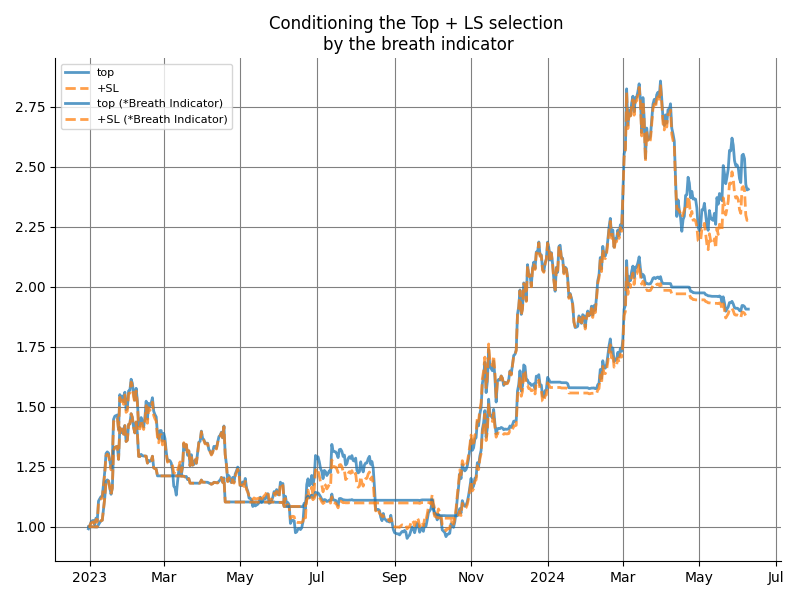 Conditioning the Top + LS selection
by the breath indicator
top
+SL
top (*Breath Indicator)
+SL (*Breath Indicator)
2.75
2.50
2.25
2.00
1.75
1.50
1.25
1.00
2023 Mar May Jul Sep Nov 2024 Mar May Jul